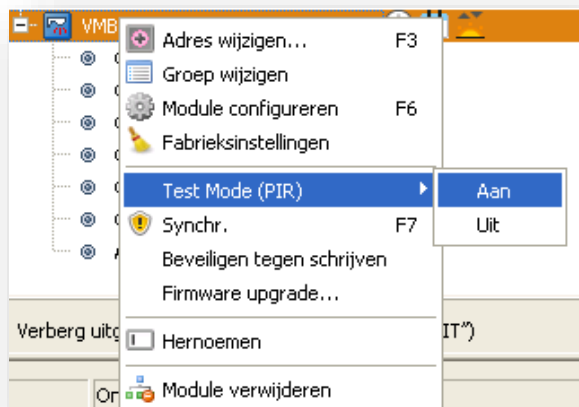 VMB
Adres wijzigen... F3
Groep wijzigen
Module configureren F6
Fabrieksinstellingen
Test Mode (PIR) Aan
Synchr. F7 Uit
Beveiligen tegen schrijven
Firmware upgrade...
Verberg uitg IT")
Hernoemen
On
Module verwijderen